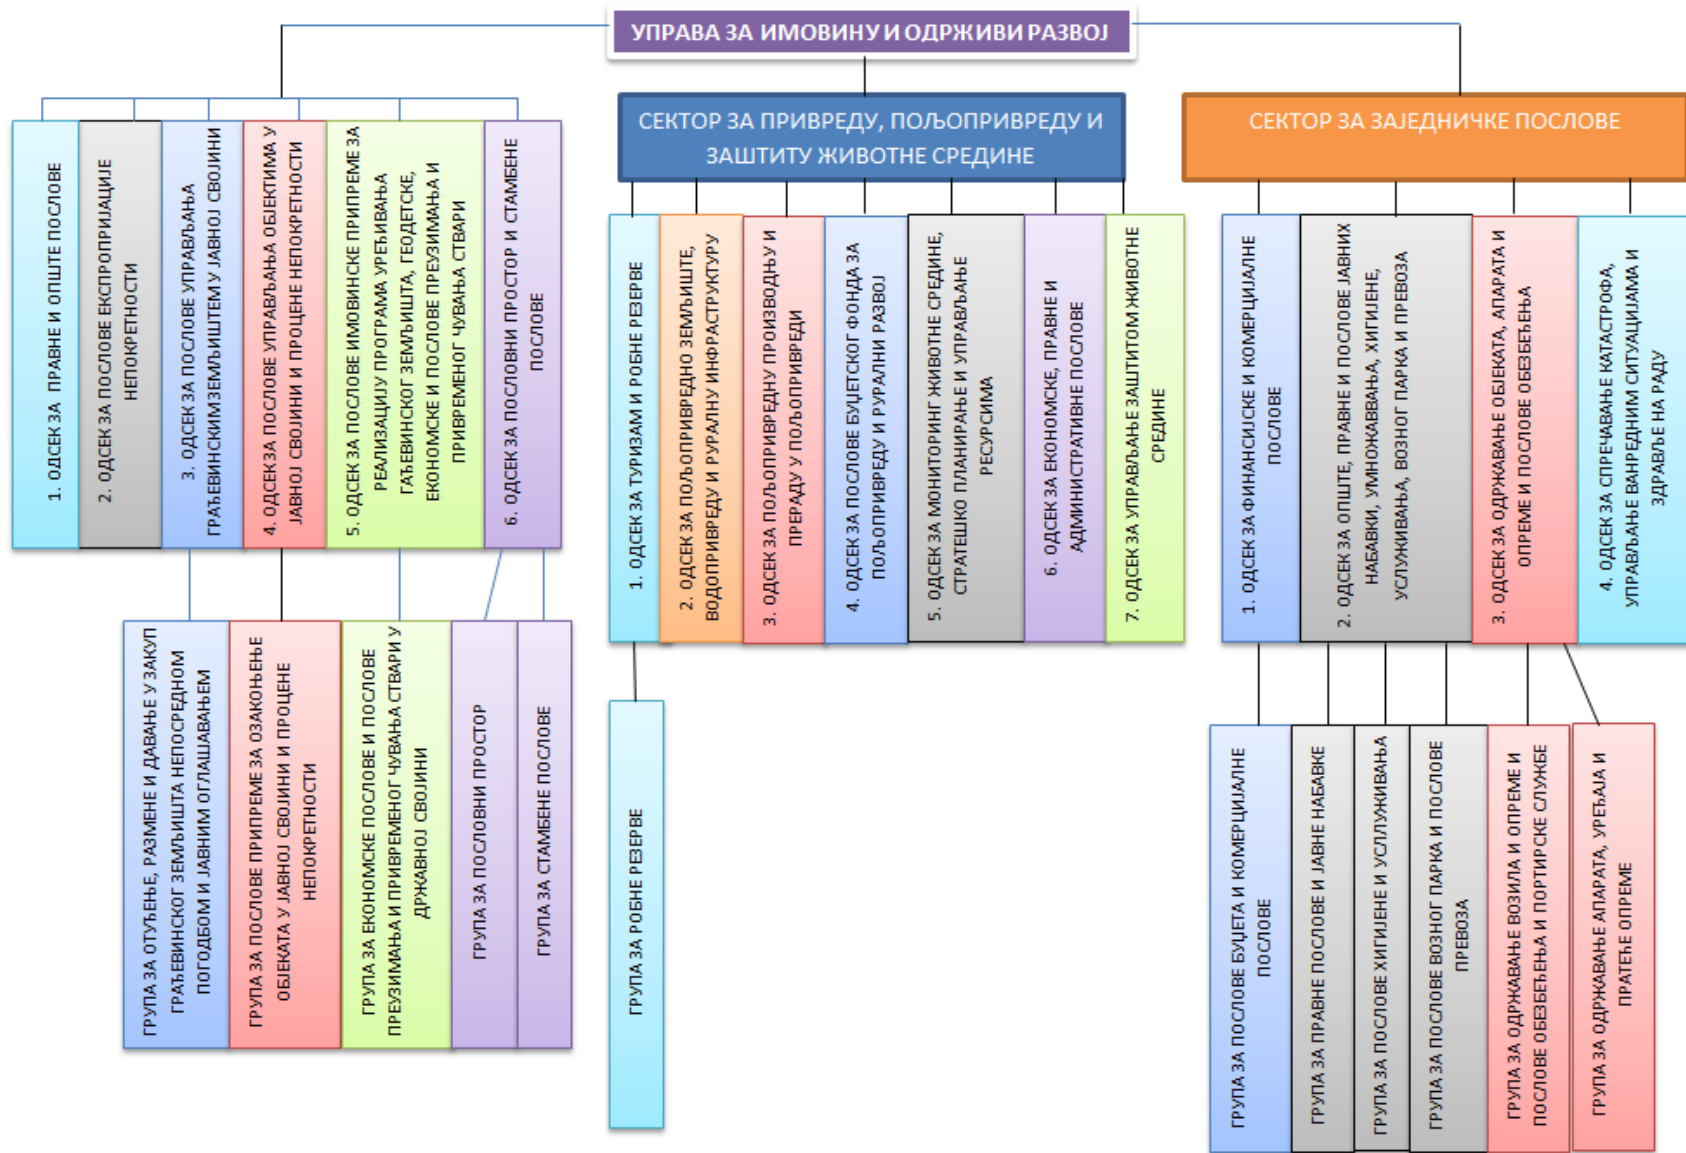 УПРАВА ЗА ИМОВИНУ И ОДРЖИВИ РАЗВОЈ
1. ОДСЕК ЗА ПРАВНЕ И ОПШТЕ ПОСЛОВЕ
2. ОДСЕК ЗА ПОСЛОВЕ ЕКСПРОПРИЈАЦИЈЕ
НЕПОКРЕТНОСТИ
3. ОДСЕК ЗА ПОСЛОВЕ УПРАВЉАЊА
ГРАЂЕВИНСКИМ ЗЕМЉИШТЕМ У ЈАВНОЈ СВОЈИНИ
4. ОДСЕК ЗА ПОСЛОВЕ УПРАВЉАЊА ОБЈЕКТИМА У
ЈАВНОЈ СВОЈИНИ И ПРОЦЕНЕ НЕПОКРЕТНОСТИ
5. ОДСЕК ЗА ПОСЛОВЕ ИМОВИНСКЕ ПРИПРЕМЕ ЗА
РЕАЛИЗАЦИЈУ ПРОГРАМА УРЕЂИВАЊА
ГАЂЕВИНСКОГ ЗЕМЉИШТА, ГЕОДЕТСКЕ,
ЕКОНОМСКЕ И ПОСЛОВЕ ПРЕУЗИМАЊА И
ПРИВРЕМЕНОГ ЧУВАЊА СТВАРИ
6. ОДСЕК ЗА ПОСЛОВНИ ПРОСТОР И СТАМБЕНЕ
ПОСЛОВЕ
ГРУПА ЗА ОТУЂЕЊЕ, РАЗМЕНЕ И ДАВАЊЕ У ЗАКУП
ГРАЂЕВИНСКОГ ЗЕМЉИШТА НЕПОСРЕДНОМ
ПОГОДБОМ И ЈАВНИМ ОГЛАШАВАЊЕМ
ГРУПА ЗА ПОСЛОВЕ ПРИПРЕМЕ ЗА ОЗАКОЊЕЊЕ
ОБЈЕКАТА У ЈАВНОЈ СВОЈИНИ И ПРОЦЕНЕ
НЕПОКРЕТНОСТИ
ГРУПА ЗА ЕКОНОМСКЕ ПОСЛОВЕ И ПОСЛОВЕ
ПРЕУЗИМАЊА И ПРИВРЕМЕНОГ ЧУВАЊА СТВАРИ У
ДРЖАВНОЈ СВОЈИНИ
ГРУПА ЗА ПОСЛОВНИ ПРОСТОР
ГРУПА ЗА СТАМБЕНЕ ПОСЛОВЕ
СЕКТОР ЗА ПРИВРЕДУ, ПОЉОПРИВРЕДУ И
ЗАШТИТУ ЖИВОТНЕ СРЕДИНЕ
1. ОДСЕК ЗА ТУРИЗАМ И РОБНЕ РЕЗЕРВЕ
2. ОДСЕК ЗА ПОЉОПРИВРЕДНО ЗЕМЉИШТЕ,
ВОДОПРИВРЕДУ И РУРАЛНУ ИНФРАСТРУКТУРУ
3. ОДСЕК ЗА ПОЉОПРИВРЕДНУ ПРОИЗВОДЊУ И
ПРЕРАДУ У ПОЉОПРИВРЕДИ
4. ОДСЕК ЗА ПОСЛОВЕ БУЏЕТСКОГ ФОНДА ЗА
ПОЉОПРИВРЕДУ И РУРАЛНИ РАЗВОЈ
5. ОДСЕК ЗА МОНИТОРИНГ ЖИВОТНЕ СРЕДИНЕ,
СТРАТЕШКО ПЛАНИРАЊЕ И УПРАВЉАЊЕ
РЕСУРСИМА
6. ОДСЕК ЗА ЕКОНОМСКЕ, ПРАВНЕ И
АДМИНИСТРАТИВНЕ ПОСЛОВЕ
7. ОДСЕК ЗА УПРАВЉАЊЕ ЗАШТИТОМ ЖИВОТНЕ
СРЕДИНЕ
ГРУПА ЗА РОБНЕ РЕЗЕРВЕ
СЕКТОР ЗА ЗАЈЕДНИЧКЕ ПОСЛОВЕ
1. ОДСЕК ЗА ФИНАНСИЈСКЕ И КОМЕРЦИЈАЛНЕ
ПОСЛОВЕ
2. ОДСЕК ЗА ОПШТЕ, ПРАВНЕ И ПОСЛОВЕ ЈАВНИХ
НАБАВКИ, УМНОЖАВАЊА, ХИГИЈЕНЕ,
УСЛУЖИВАЊА, ВОЗНОГ ПАРКА И ПРЕВОЗА
3. ОДСЕК ЗА ОДРЖАВАЊЕ ОБЈЕКАТА, АПАРАТА И
ОПРЕМЕ И ПОСЛОВЕ ОБЕЗБЕЂЕЊА
4. ОДСЕК ЗА СПРЕЧАВАЊЕ КАТАСТРОФА,
УПРАВЉАЊЕ ВАНРЕДНИМ СИТУАЦИЈАМА И
ЗДРАВЉЕ НА РАДУ
ГРУПА ЗА ПОСЛОВЕ БУЏЕТА И КОМЕРЦИЈАЛНЕ
ПОСЛОВЕ
ГРУПА ЗА ПРАВНЕ ПОСЛОВЕ И ЈАВНЕ НАБАВКЕ
ГРУПА ЗА ПОСЛОВЕ ХИГИЈЕНЕ И УСЛЛУЖИВАЊА
ГРУПА ЗА ПОСЛОВЕ ВОЗНОГ ПАРКА И ПОСЛОВЕ
ПРЕВОЗА
ГРУПА ЗА ОДРЖАВАЊЕ ВОЗИЛА И ОПРЕМЕ И
ПОСЛОВЕ ОБЕЗБЕЂЕЊА И ПОРТИРСКЕ СЛУЖБЕ
ГРУПА ЗА ОДРЖАВАЊЕ АПАРАТА, УРЕЂАЈА И
ПРАТЕЋЕ ОПРЕМЕ